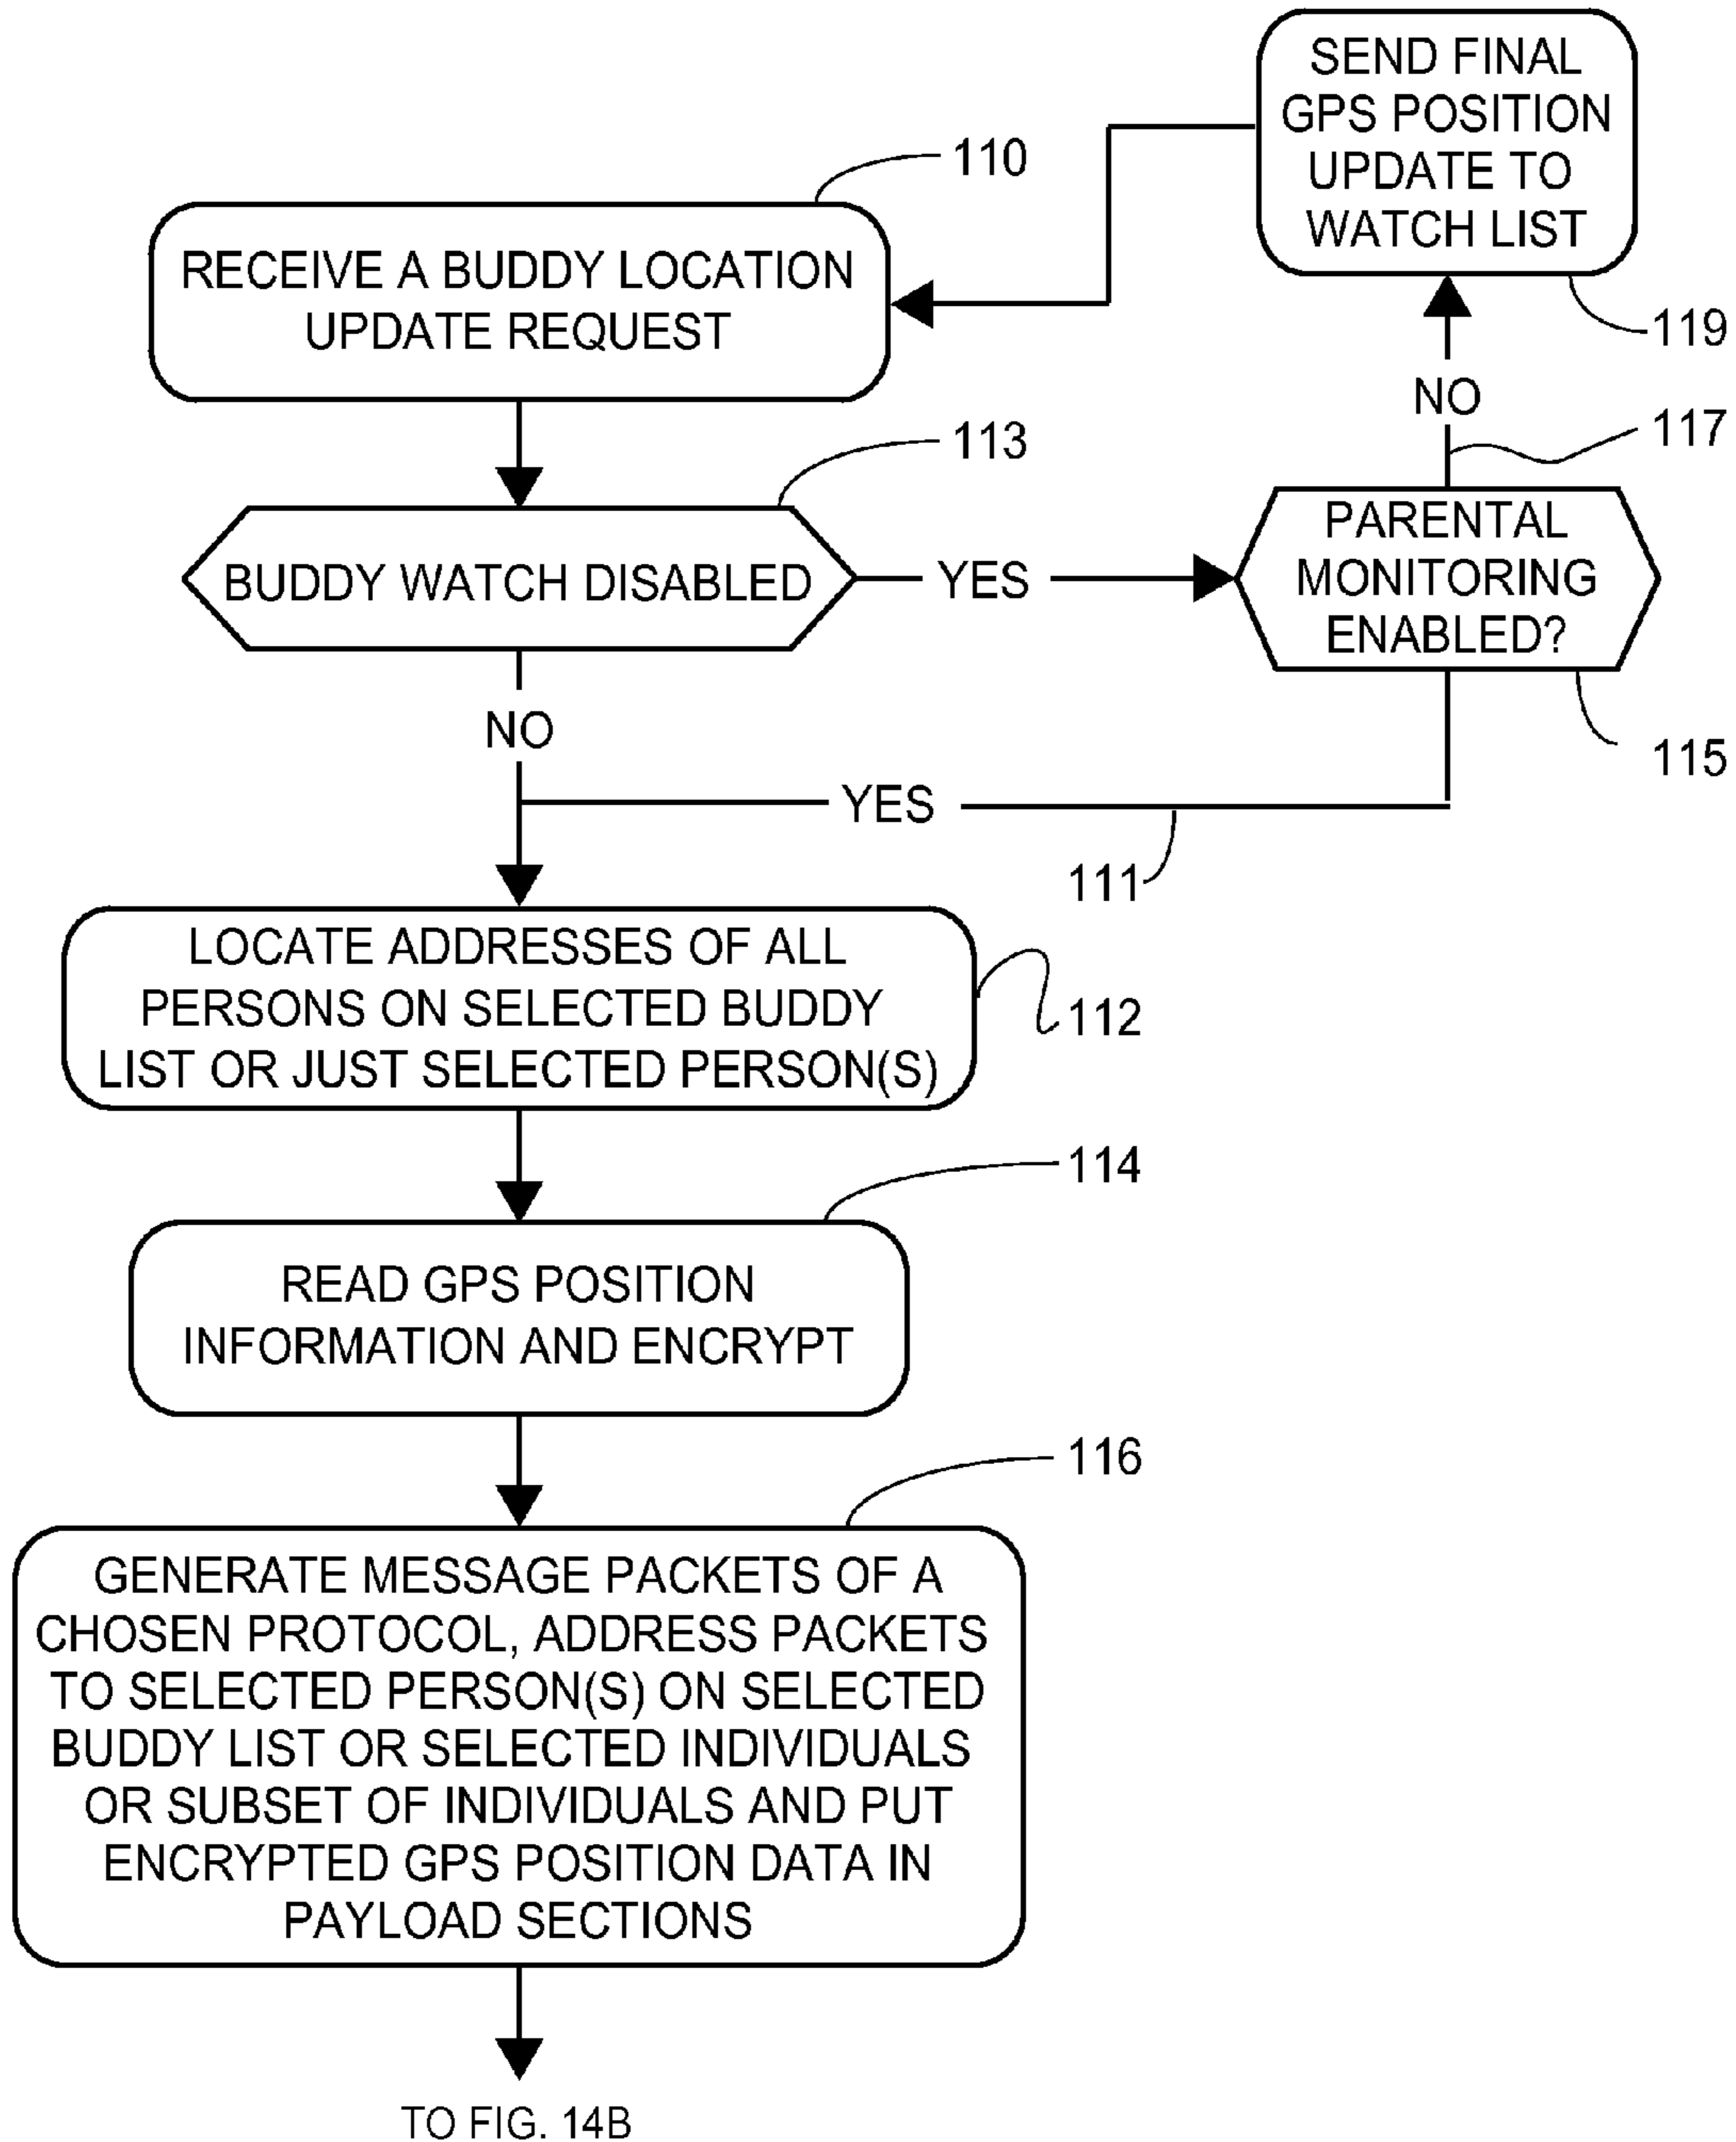 SEND FINAL
GPS POSITION
UPDATE TO
WATCH LIST
119
110
RECEIVE A BUDDY LOCATION
UPDATE REQUEST
NO
117
113
BUDDY WATCH DISABLED
YES
PARENTAL
MONITORING
ENABLED?
115
NO
YES
111
LOCATE ADDRESSES OF ALL
PERSONS ON SELECTED BUDDY
LIST OR JUST SELECTED PERSON(S)
112
114
READ GPS POSITION
INFORMATION AND ENCRYPT
116
GENERATE MESSAGE PACKETS OF A
CHOSEN PROTOCOL, ADDRESS PACKETS
TO SELECTED PERSON(S) ON SELECTED
BUDDY LIST OR SELECTED INDIVIDUALS
OR SUBSET OF INDIVIDUALS AND PUT
ENCRYPTED GPS POSITION DATA IN
PAYLOAD SECTIONS
TO FIG. 14B